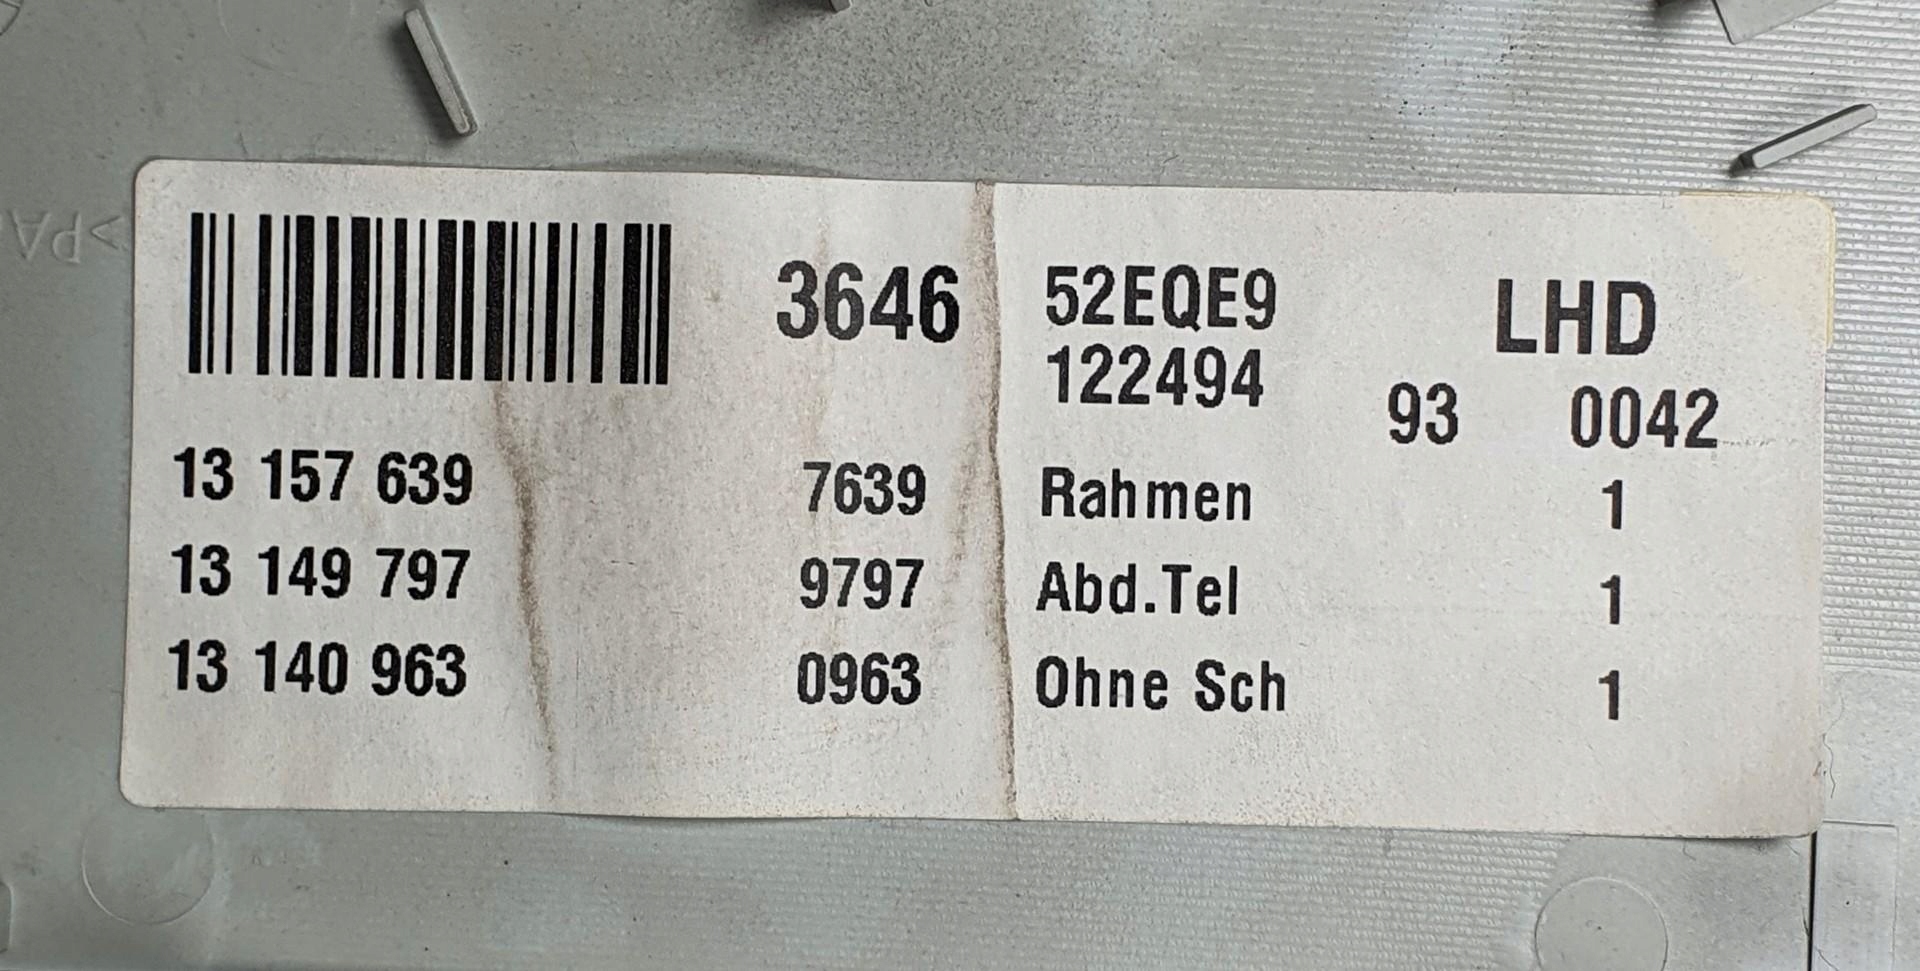 3646 52EQE9 LHD
122494 93 0042
13 157 639 7639 Rahmen 1
13 149 797 9797 Abd.Tel 1
13 140 963 0963 Ohne Sch 1
>PA